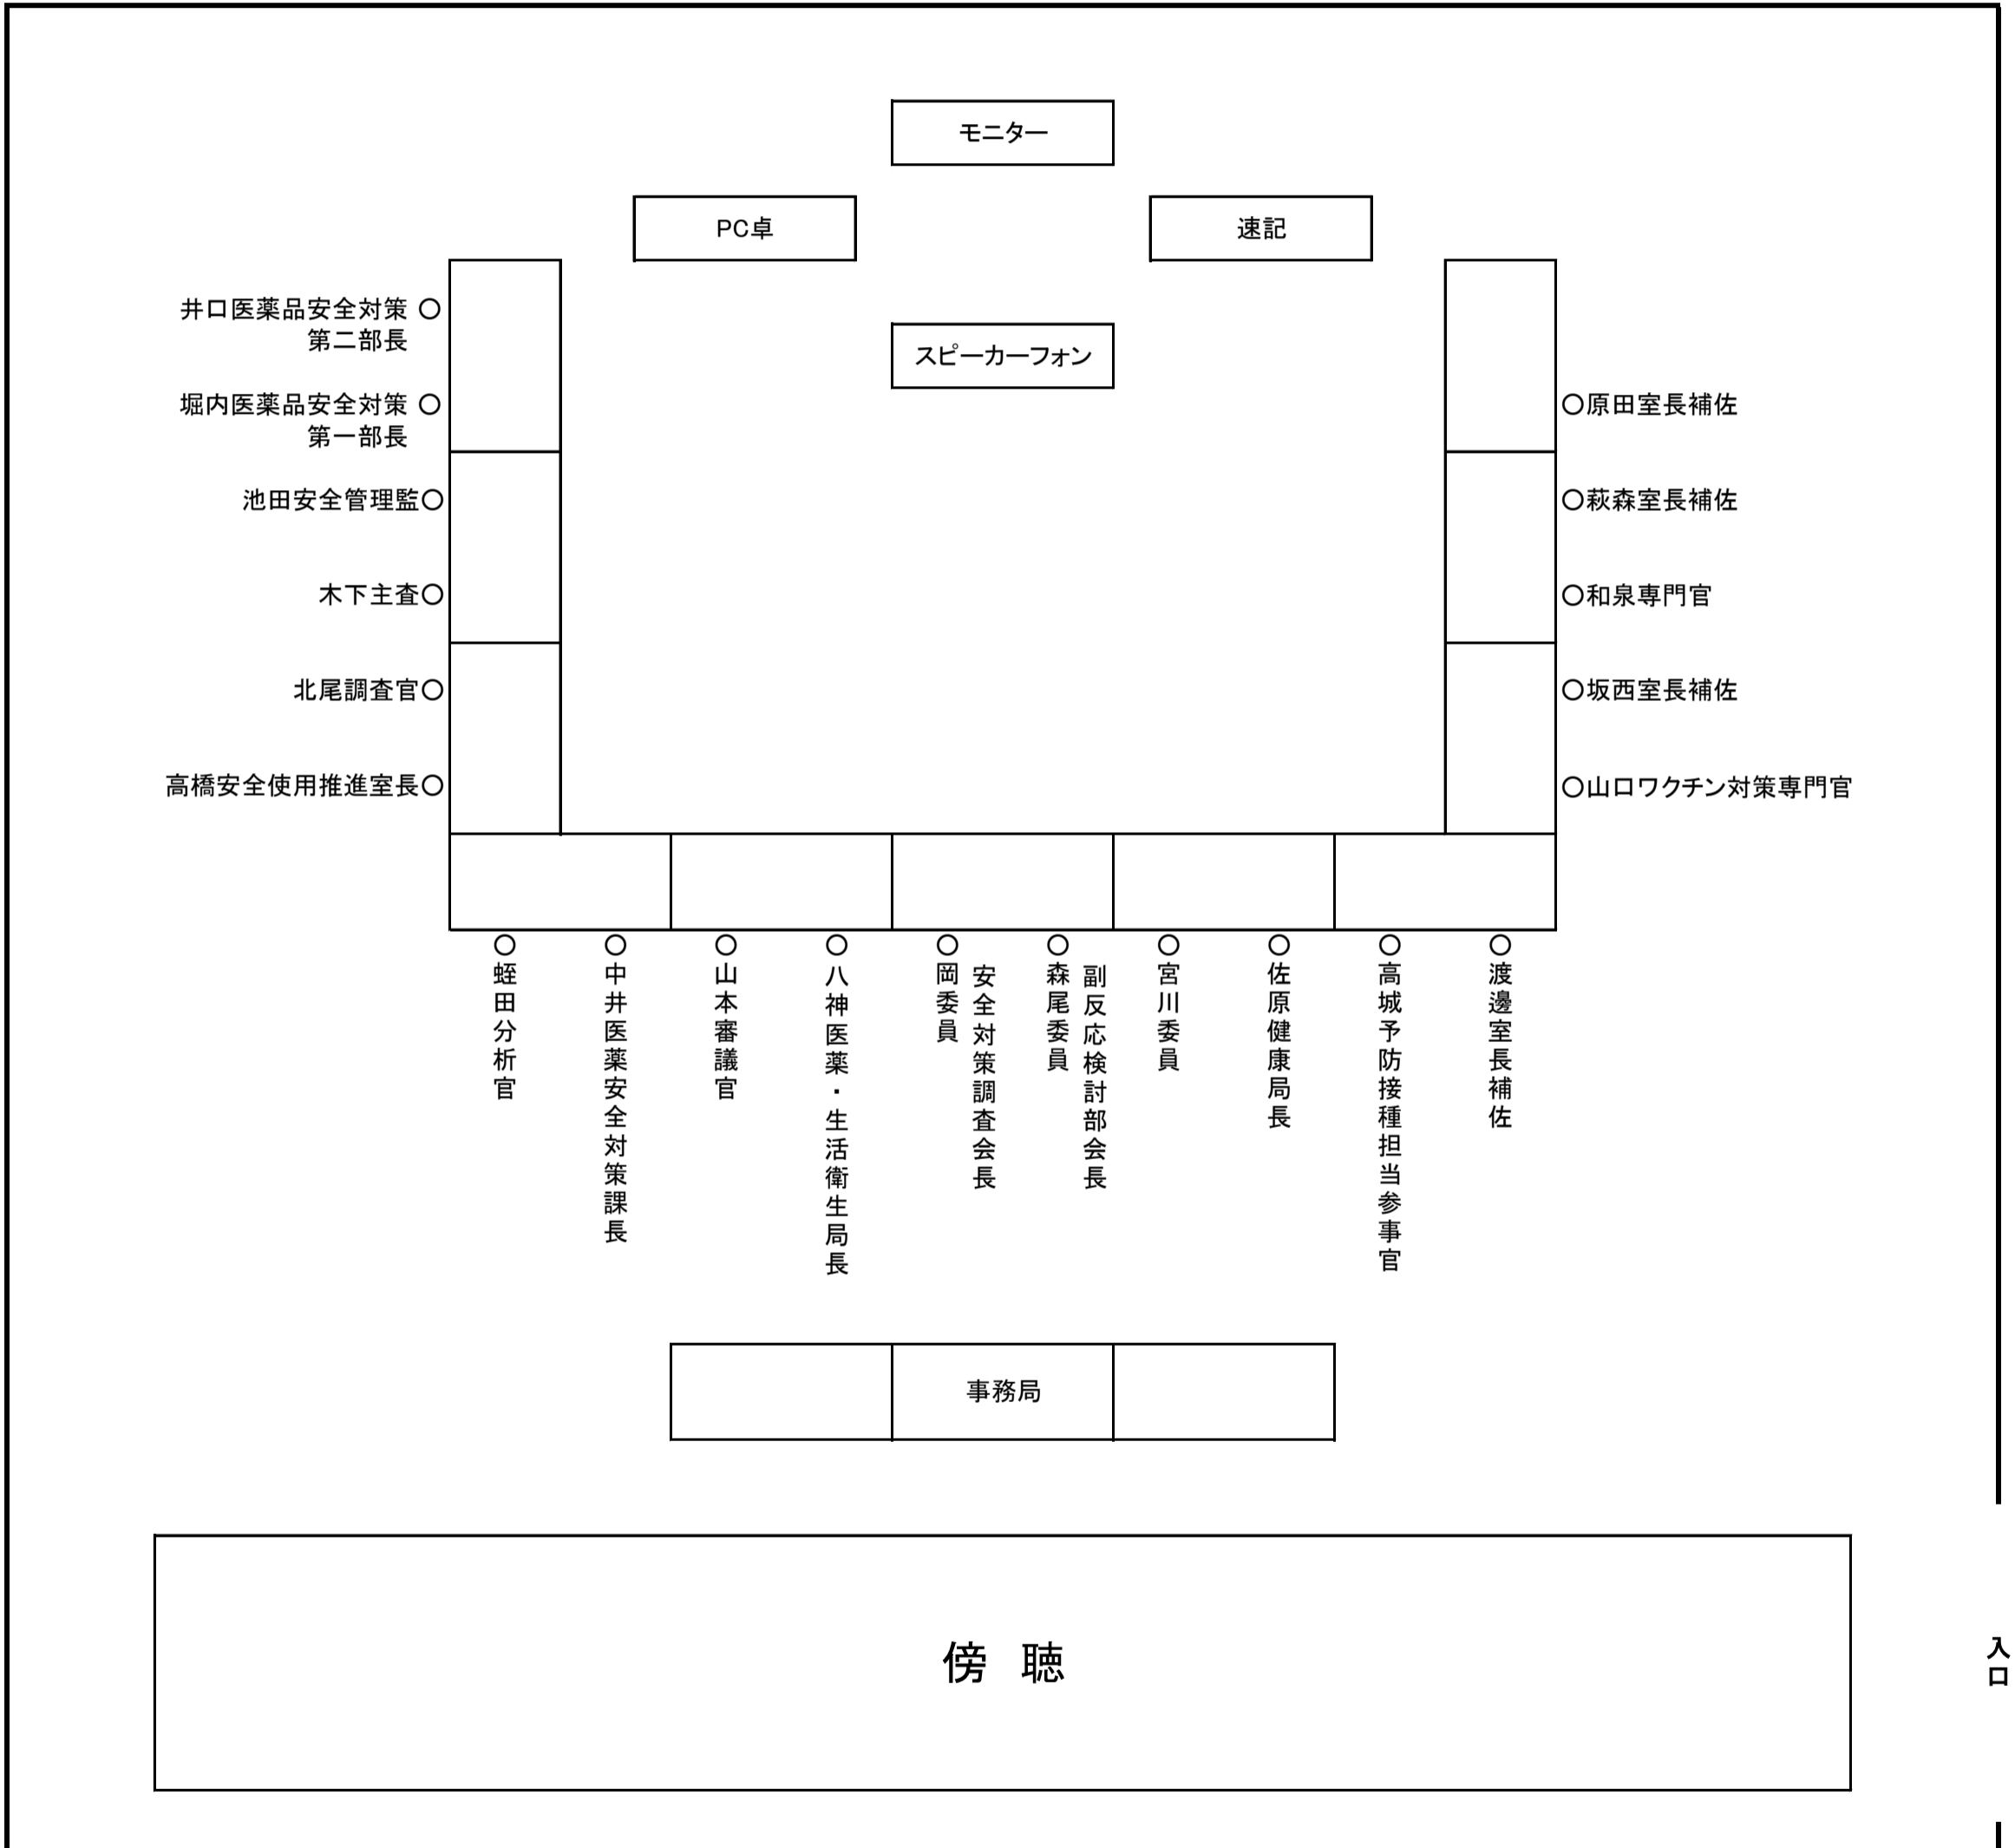 モニター
PC卓
速記
スピーカーフォン
井口医薬品安全対策 ○
第二部長
堀内医薬品安全対策 ○
第一部長
池田安全管理監○
木下主査○
北尾調査官○
高橋安全使用推進室長○
○原田室長補佐
○萩森室長補佐
○和泉専門官
○坂西室長補佐
○山口ワクチン対策専門官
○蛭田分析官
○中井医薬安全対策課長
○山本審議官
○八神医薬・生活衛生局長
○岡委員
安全対策調査会長
○森尾委員
副反応検討部会長
○宮川委員
○佐原健康局長
○高城予防接種担当参事官
○渡邊室長補佐
事務局
傍 聴
入口